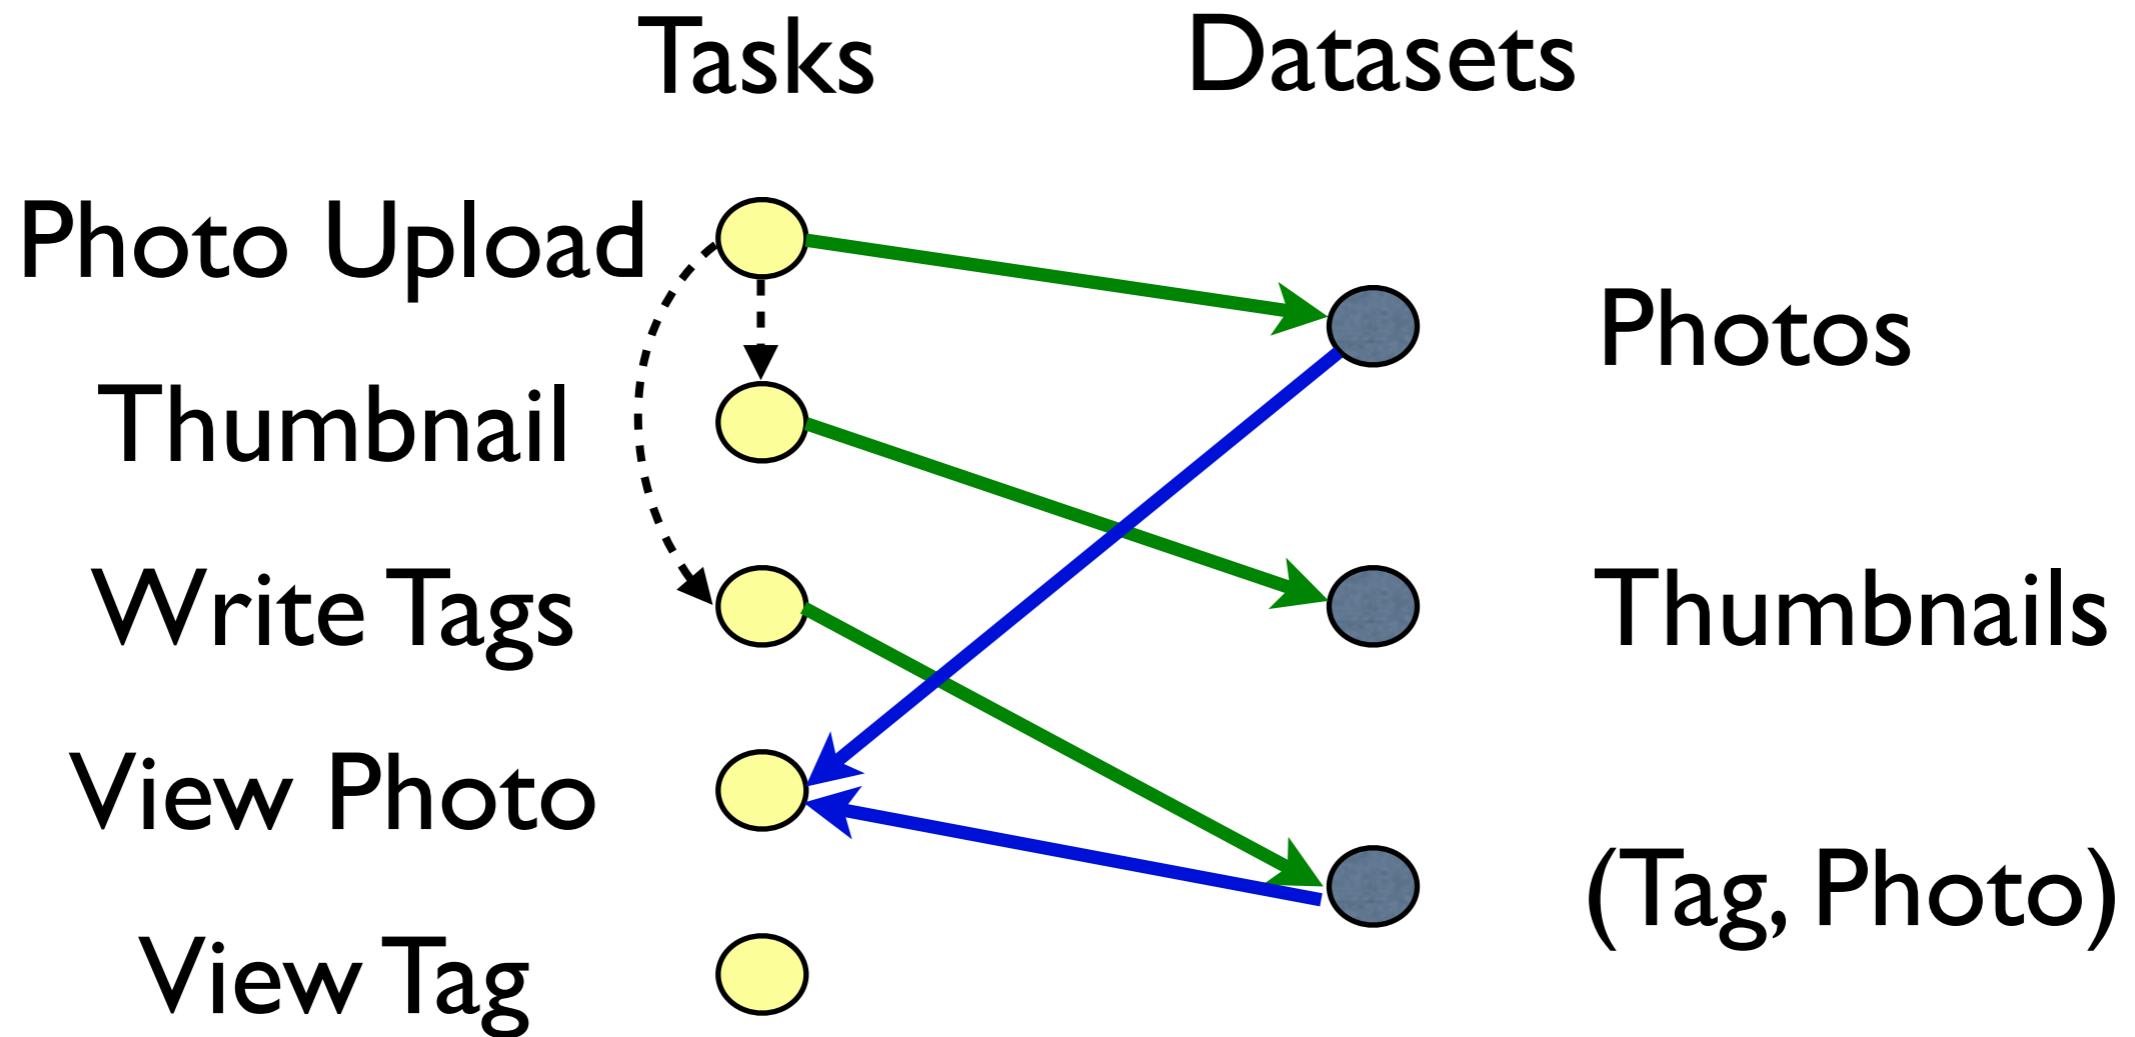 Tasks
Datasets
Photo Upload
Photos
Thumbnail
Write Tags
Thumbnails
View Photo
(Tag, Photo)
View Tag